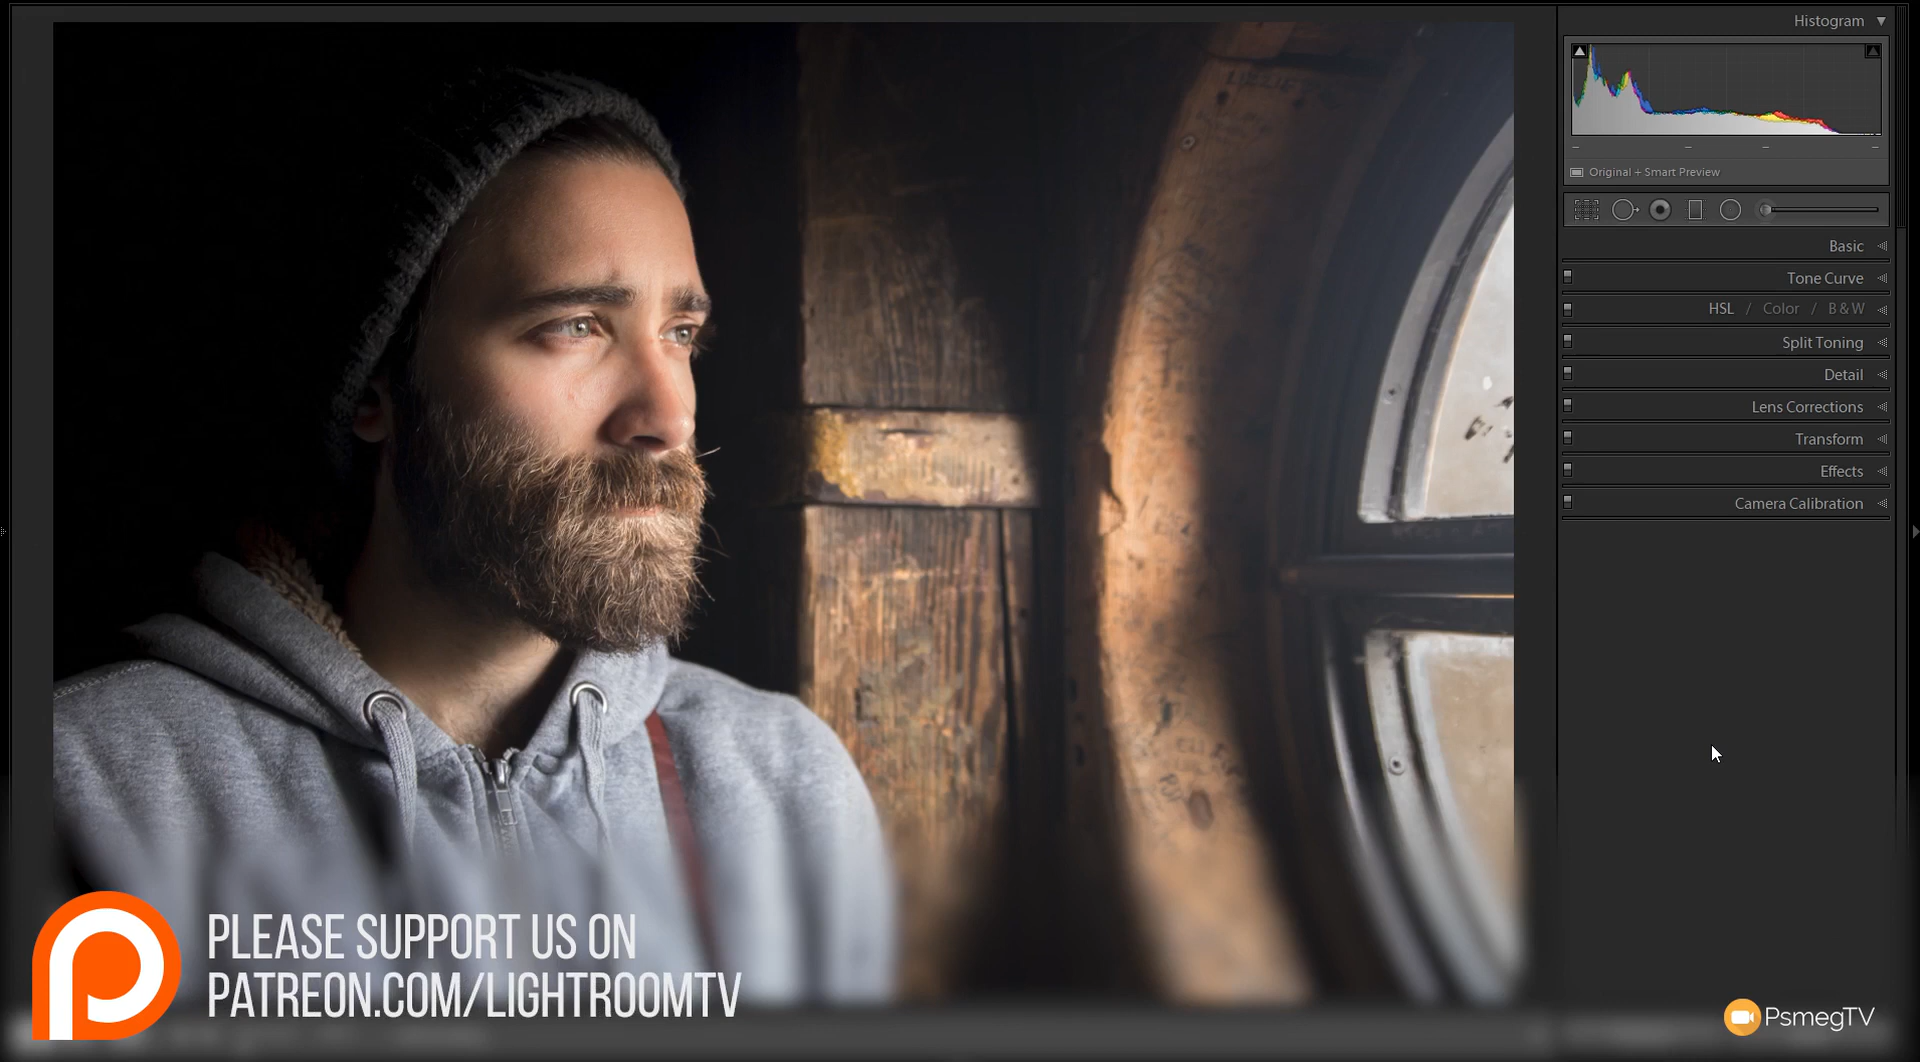 Histogram
Original + Smart Preview
Basic
Tone Curve
HSL / Color / B & W
Split Toning
Detail
Lens Corrections
Transform
Effects
Camera Calibration
PLEASE SUPPORT US ON
PATREON.COM/LIGHTROOMTV
PsmegTV